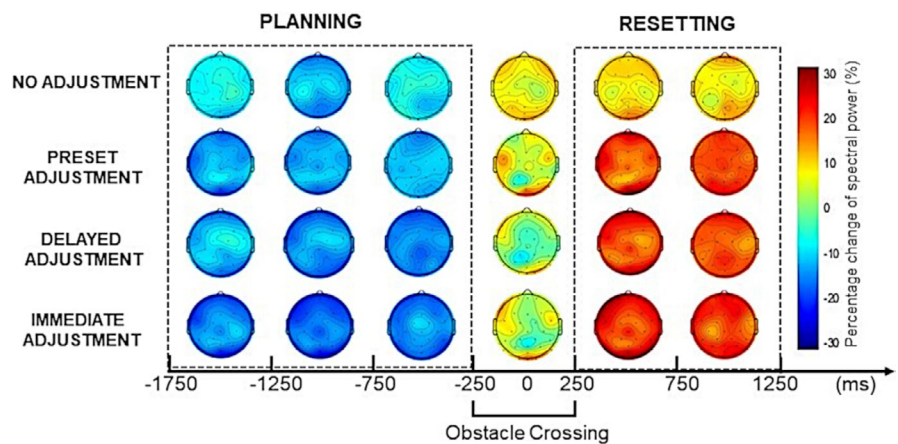 PLANNING RESETTING
NO ADJUSTMENT
PRESET
ADJUSTMENT
DELAYED
ADJUSTMENT
IMMEDIATE
ADJUSTMENT
30
20
10
0
-10
-20
-30
Percentage change of spectral power (%)
-1750 -1250 -750 -250 0 250 750 1250 (ms)
Obstacle Crossing